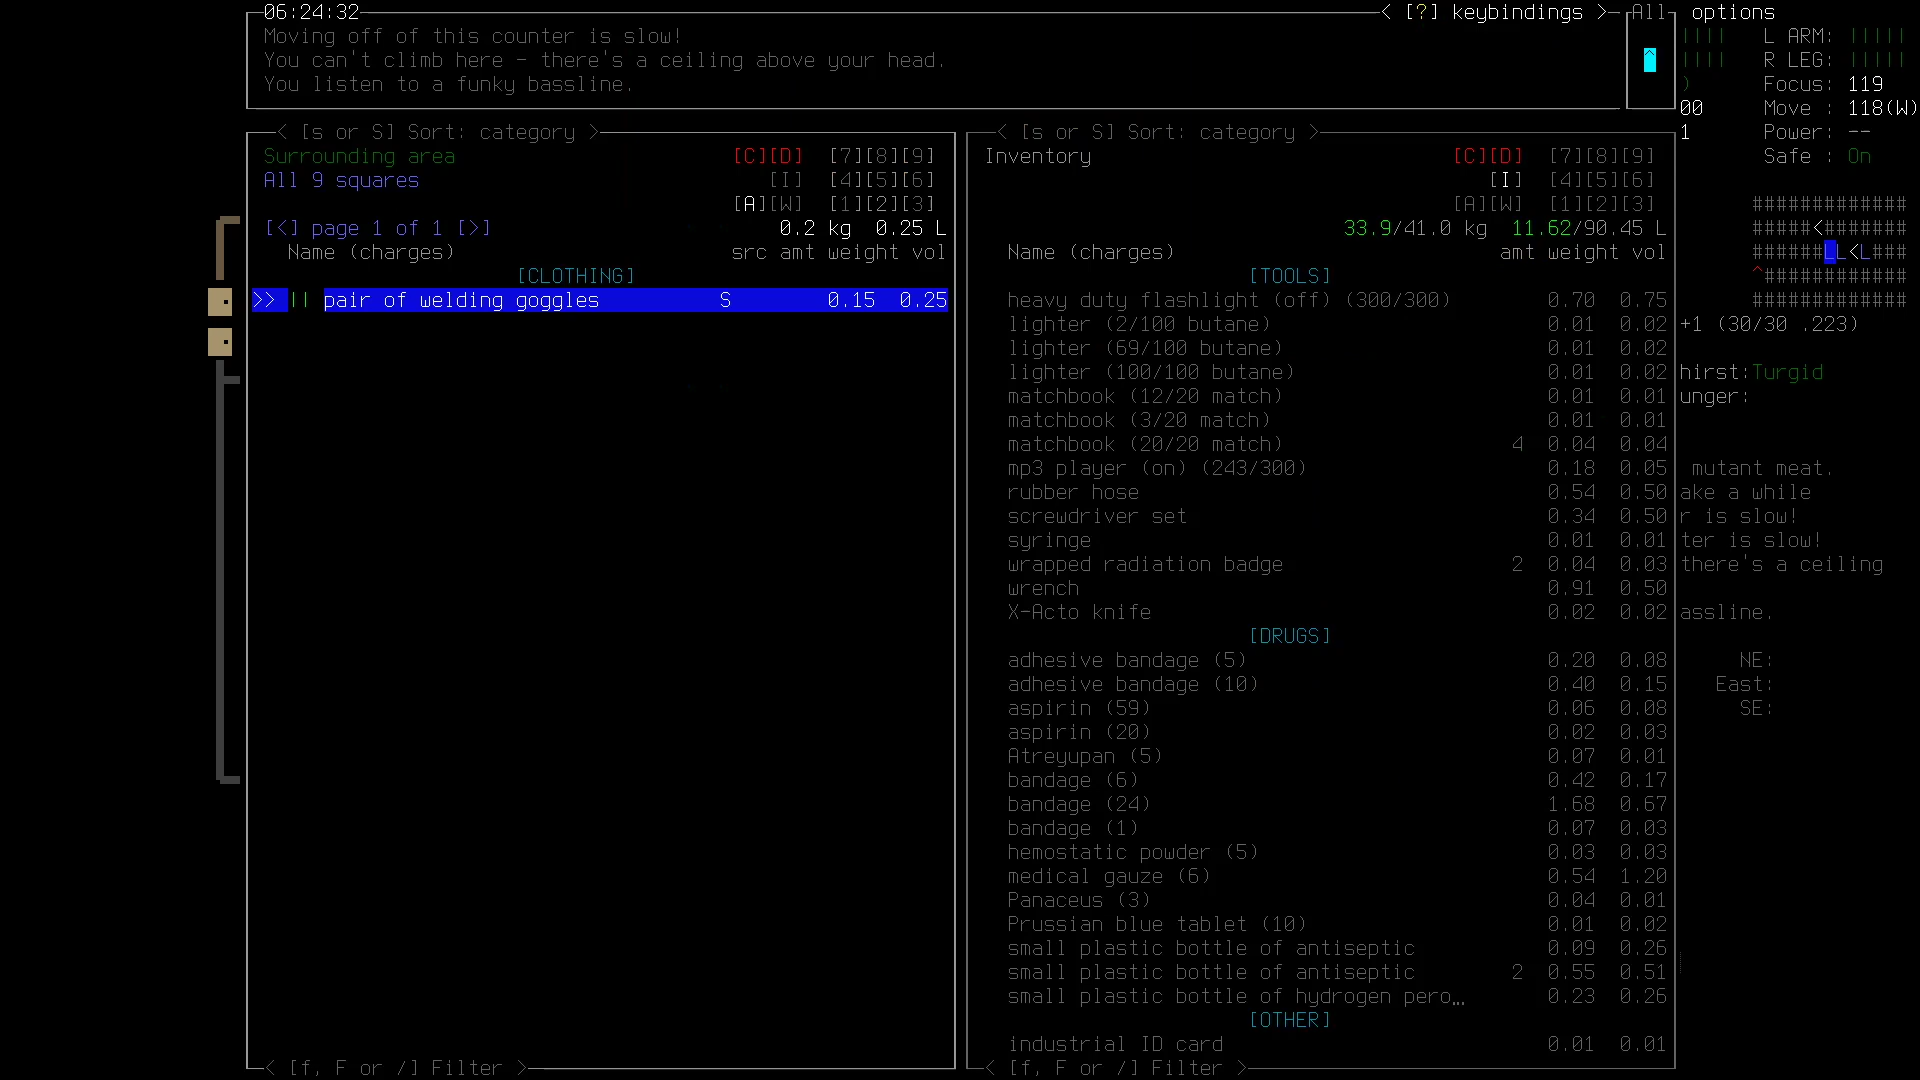 06:24:32 < [?] keybindings > All options
Moving off of this counter is slow!
You can't climb here - there's a ceiling above your head.
You listen to a funky bassline.
L ARM: |||||
R LEG: |||||
) Focus: 119
00 Move : 118(W)
1 Power: --
Safe : On
< [s or S] Sort: category >
Surrounding area [C][D] [7][8][9]
All 9 squares [I] [4][5][6]
[A][W] [1][2][3]
[<] page 1 of 1 [>] 0.2 kg 0.25 L
Name (charges) src amt weight vol
[CLOTHING]
>> || pair of welding goggles S 0.15 0.25
< [f, F or /] Filter >
< [s or S] Sort: category >
Inventory [C][D] [7][8][9]
[I] [4][5][6]
[A][W] [1][2][3]
33.9/41.0 kg 11.62/90.45 L
Name (charges) amt weight vol
[TOOLS]
heavy duty flashlight (off) (300/300) 0.70 0.75
lighter (2/100 butane) 0.01 0.02
lighter (69/100 butane) 0.01 0.02
lighter (100/100 butane) 0.01 0.02
matchbook (12/20 match) 0.01 0.01
matchbook (3/20 match) 0.01 0.01
matchbook (20/20 match) 4 0.04 0.04
mp3 player (on) (243/300) 0.18 0.05
rubber hose 0.54 0.50
screwdriver set 0.34 0.50
syringe 0.01 0.01
wrapped radiation badge 2 0.04 0.03
wrench 0.91 0.50
X-Acto knife 0.02 0.02
[DRUGS]
adhesive bandage (5) 0.20 0.08
adhesive bandage (10) 0.40 0.15
aspirin (59) 0.06 0.08
aspirin (20) 0.02 0.03
Atreyupan (5) 0.07 0.01
bandage (6) 0.42 0.17
bandage (24) 1.68 0.67
bandage (1) 0.07 0.03
hemostatic powder (5) 0.03 0.03
medical gauze (6) 0.54 1.20
Panaceus (3) 0.04 0.01
Prussian blue tablet (10) 0.01 0.02
small plastic bottle of antiseptic 0.09 0.26
small plastic bottle of antiseptic 2 0.55 0.51
small plastic bottle of hydrogen pero… 0.23 0.26
[OTHER]
industrial ID card 0.01 0.01
< [f, F or /] Filter >
#############
#####<#######
######LL<L###
^############
#############
+1 (30/30 .223)
hirst:Turgid
unger:
mutant meat.
ake a while
r is slow!
ter is slow!
there's a ceiling
assline.
NE:
East:
SE: